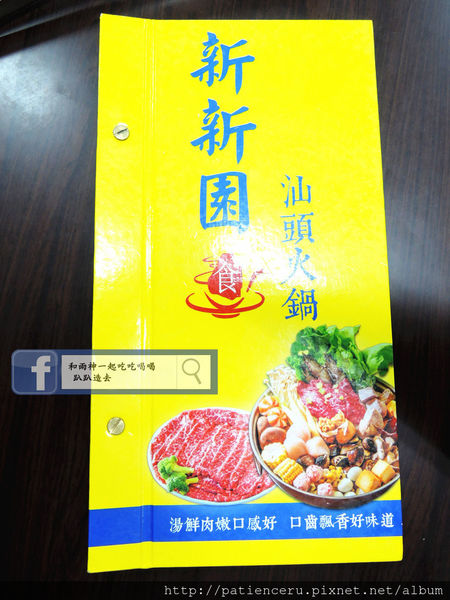 新新園
汕頭火鍋
食
和雨神一起吃吃喝喝
趴趴造去
湯鮮肉嫩口感好 口齒飄香好味道
http://patienceru.pixnet.net/album